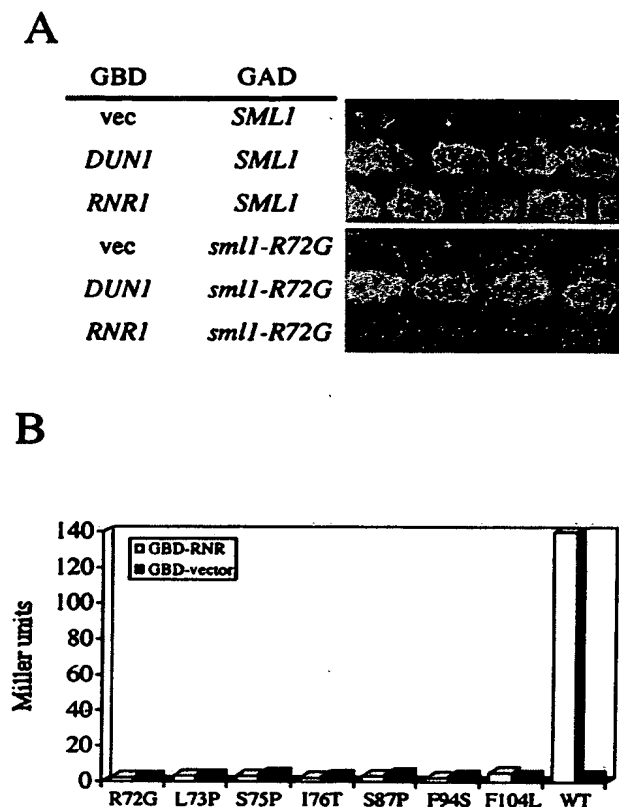 A
GBD GAD
vec SML1
DUN1 SML1
RNR1 SML1
vec sml1-R72G
DUN1 sml1-R72G
RNR1 sml1-R72G
B
Miller units
140
120
100
80
60
40
20
0
GBD-RNR
GBD-vector
R72G L73P S75P I76T S87P F94S F104L WT